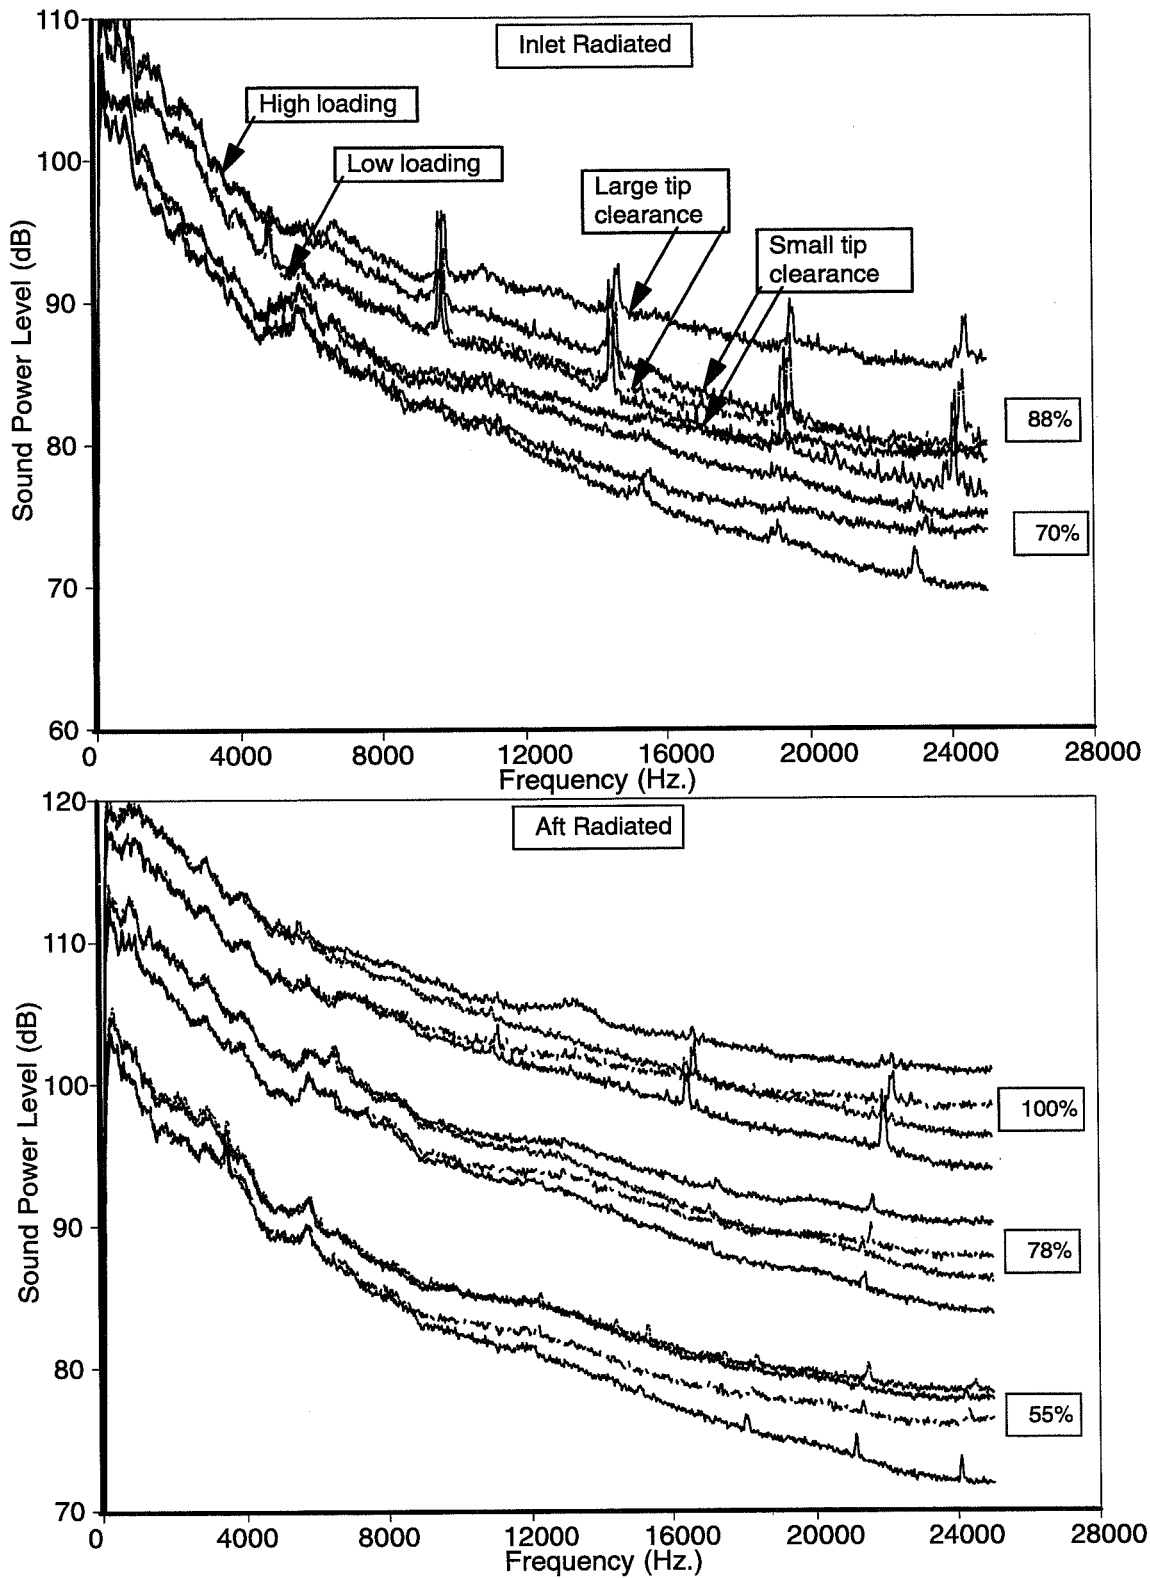 110
Inlet Radiated
High loading
100
Low loading
Large tip
clearance
Small tip
clearance
Sound Power Level (dB)
90
88%
80
70%
70
60
0 4000 8000 12000 16000 20000 24000 28000
Frequency (Hz.)
120
Aft Radiated
110
Sound Power Level (dB)
100
100%
90
78%
80
55%
70
0 4000 8000 12000 16000 20000 24000 28000
Frequency (Hz.)